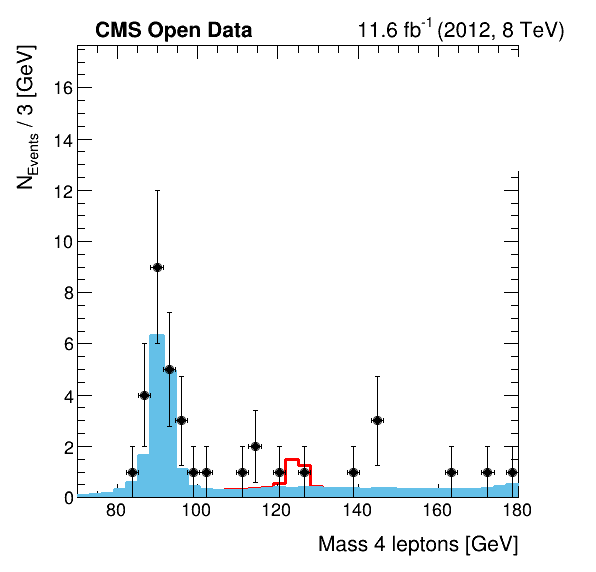 CMS Open Data
11.6 fb⁻¹ (2012, 8 TeV)
N_Events / 3 [GeV]
16
14
12
10
8
6
4
2
0
80 100 120 140 160 180
Mass 4 leptons [GeV]